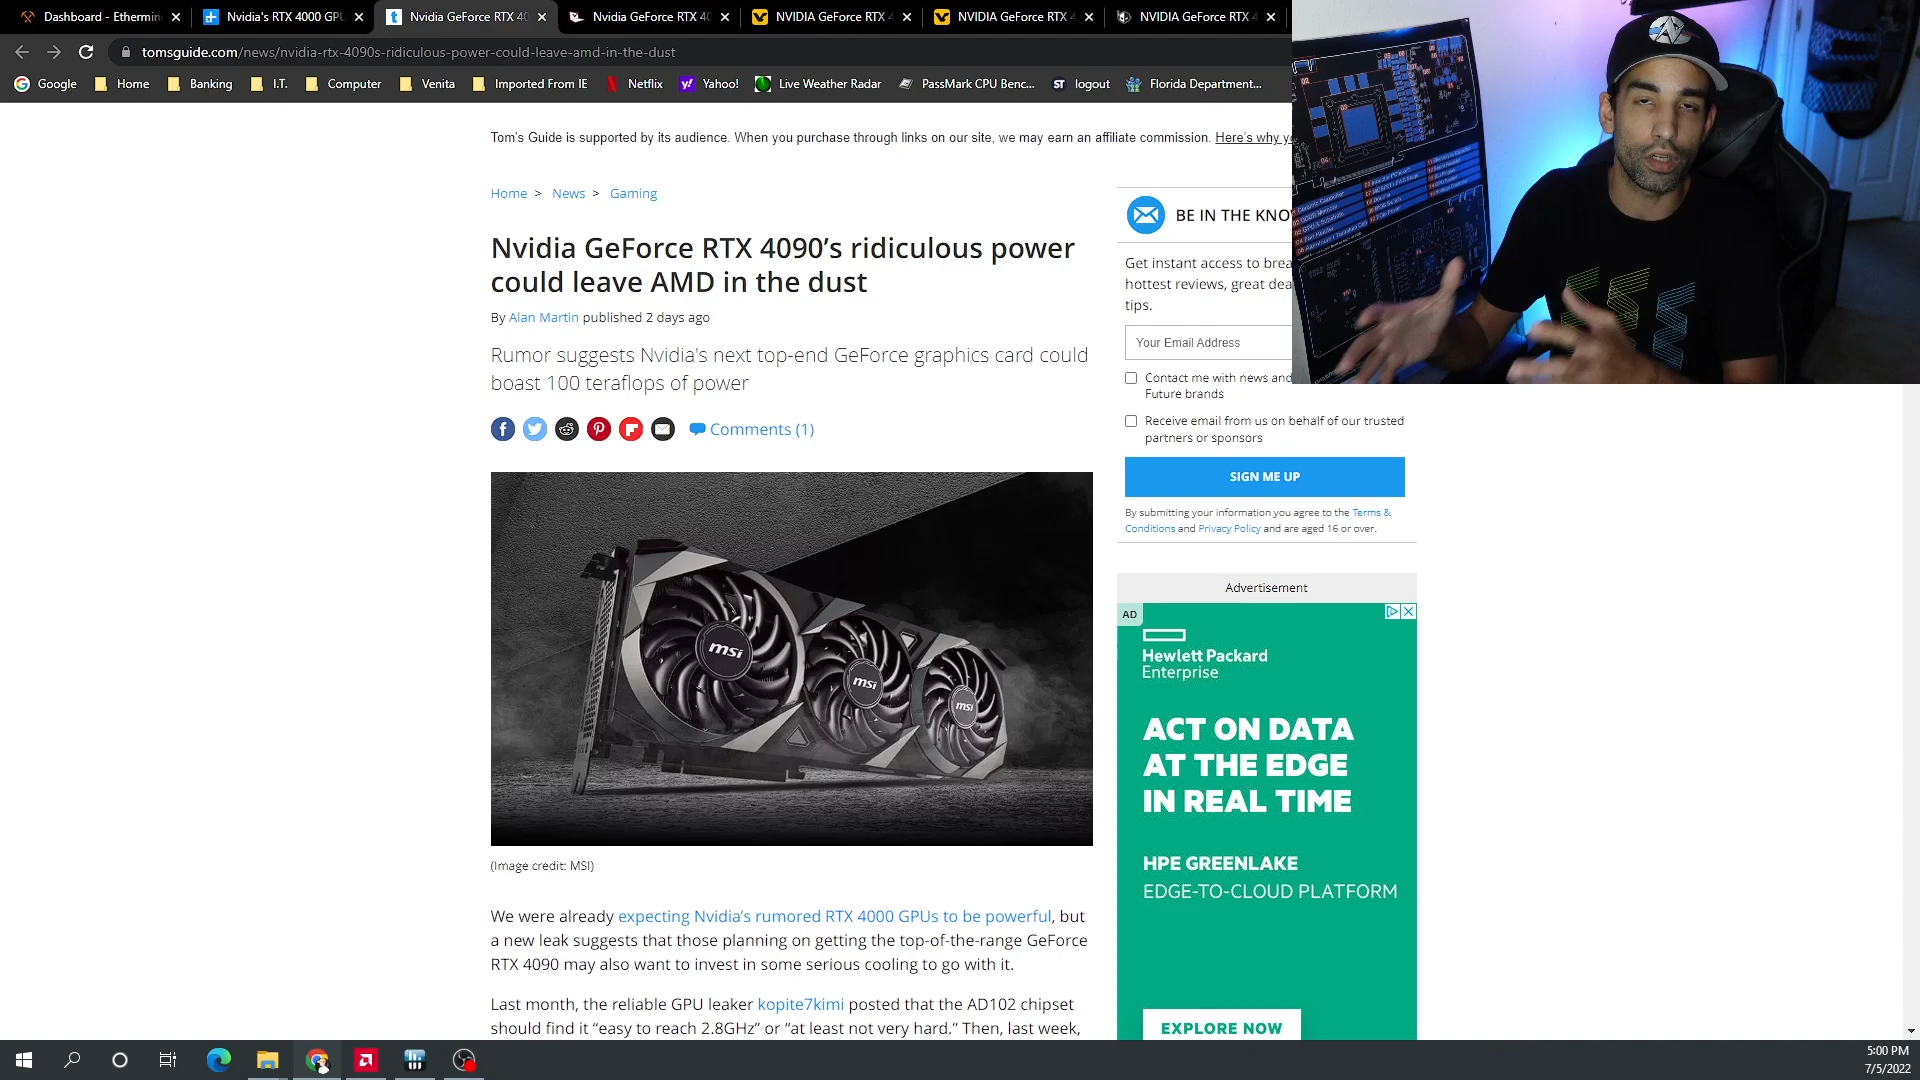 Dashboard - Ethermin
Nvidia's RTX 4000 GPU
Nvidia GeForce RTX 40
Nvidia GeForce RTX 40
NVIDIA GeForce RTX 4
NVIDIA GeForce RTX 4
NVIDIA GeForce RTX 4
tomsguide.com/news/nvidia-rtx-4090s-ridiculous-power-could-leave-amd-in-the-dust
Google
Home
Banking
I.T.
Computer
Venita
Imported From IE
Netflix
Yahoo!
Live Weather Radar
PassMark CPU Benc...
ST logout
Florida Department...
Tom's Guide is supported by its audience. When you purchase through links on our site, we may earn an affiliate commission. Here's why y
Home > News > Gaming
Nvidia GeForce RTX 4090’s ridiculous power
could leave AMD in the dust
By Alan Martin published 2 days ago
Rumor suggests Nvidia's next top-end GeForce graphics card could
boast 100 teraflops of power
Comments (1)
msi
msi
msi
(Image credit: MSI)
We were already expecting Nvidia’s rumored RTX 4000 GPUs to be powerful, but
a new leak suggests that those planning on getting the top-of-the-range GeForce
RTX 4090 may also want to invest in some serious cooling to go with it.
Last month, the reliable GPU leaker kopite7kimi posted that the AD102 chipset
should find it “easy to reach 2.8GHz” or “at least not very hard.” Then, last week,
BE IN THE KNO
Get instant access to brea
hottest reviews, great dea
tips.
Your Email Address
Contact me with news and
Future brands
Receive email from us on behalf of our trusted
partners or sponsors
SIGN ME UP
By submitting your information you agree to the Terms &
Conditions and Privacy Policy and are aged 16 or over.
Advertisement
AD
Hewlett Packard
Enterprise
ACT ON DATA
AT THE EDGE
IN REAL TIME
HPE GREENLAKE
EDGE-TO-CLOUD PLATFORM
EXPLORE NOW
5:00 PM
7/5/2022